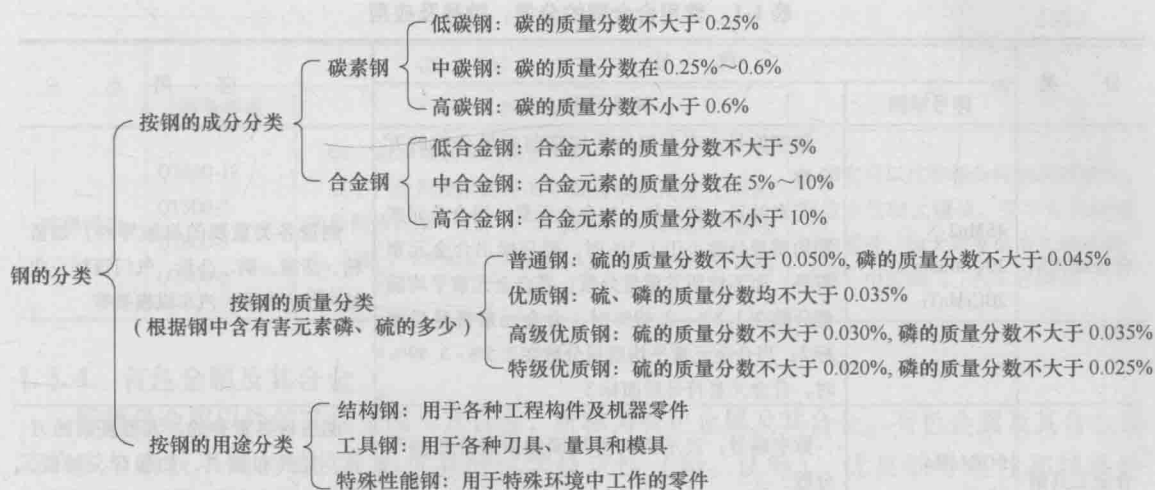 低碳钢：碳的质量分数不大于 0.25%
碳素钢
中碳钢：碳的质量分数在 0.25%～0.6%
高碳钢：碳的质量分数不小于 0.6%
按钢的成分分类
低合金钢：合金元素的质量分数不大于 5%
合金钢
中合金钢：合金元素的质量分数在 5%～10%
高合金钢：合金元素的质量分数不小于 10%
钢的分类
普通钢：硫的质量分数不大于 0.050%, 磷的质量分数不大于 0.045%
按钢的质量分类
(根据钢中含有害元素磷、硫的多少)
优质钢：硫、磷的质量分数均不大于 0.035%
高级优质钢：硫的质量分数不大于 0.030%, 磷的质量分数不大于 0.035%
特级优质钢：硫的质量分数不大于 0.020%, 磷的质量分数不大于 0.025%
结构钢：用于各种工程构件及机器零件
按钢的用途分类
工具钢：用于各种刀具、量具和模具
特殊性能钢：用于特殊环境中工作的零件